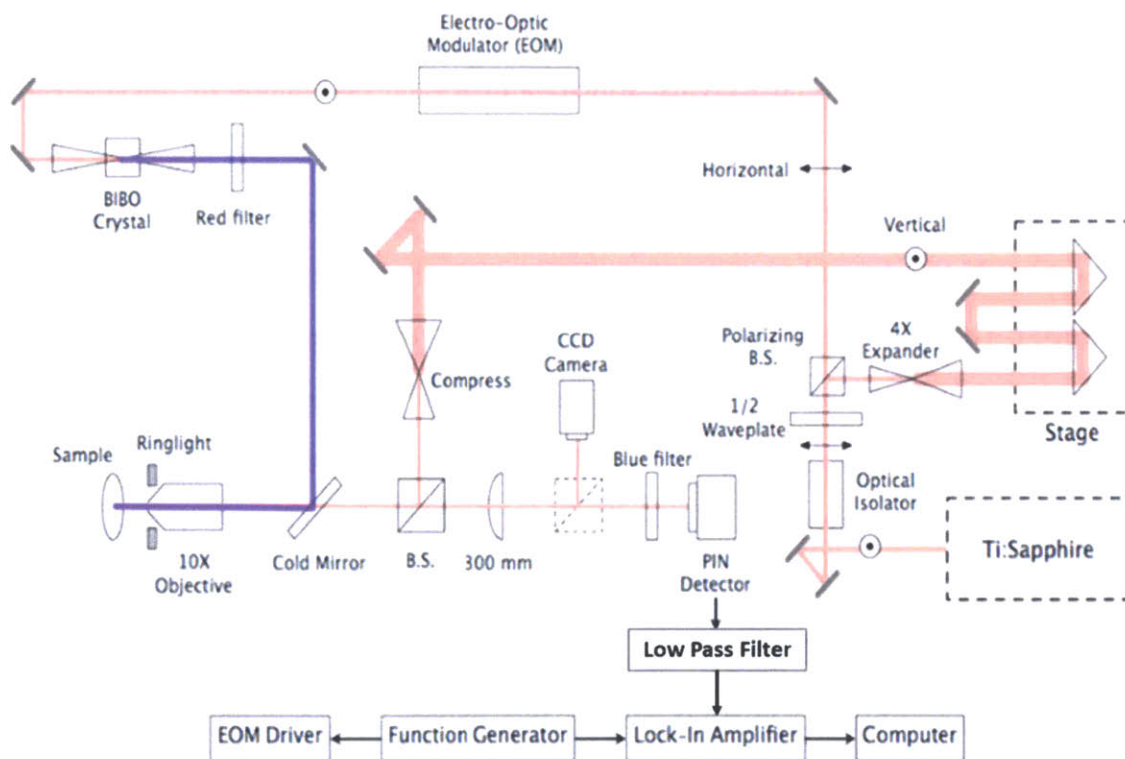 Electro-Optic
Modulator (EOM)
Horizontal
BIBO
Crystal
Red filter
Vertical
Polarizing
B.S.
4X
Expander
CCD
Camera
Compress
1/2
Waveplate
Stage
Sample
Ringlight
Blue filter
Optical
Isolator
10X
Objective
Cold Mirror
B.S.
300 mm
PIN
Detector
Ti:Sapphire
Low Pass Filter
EOM Driver
Function Generator
Lock-In Amplifier
Computer